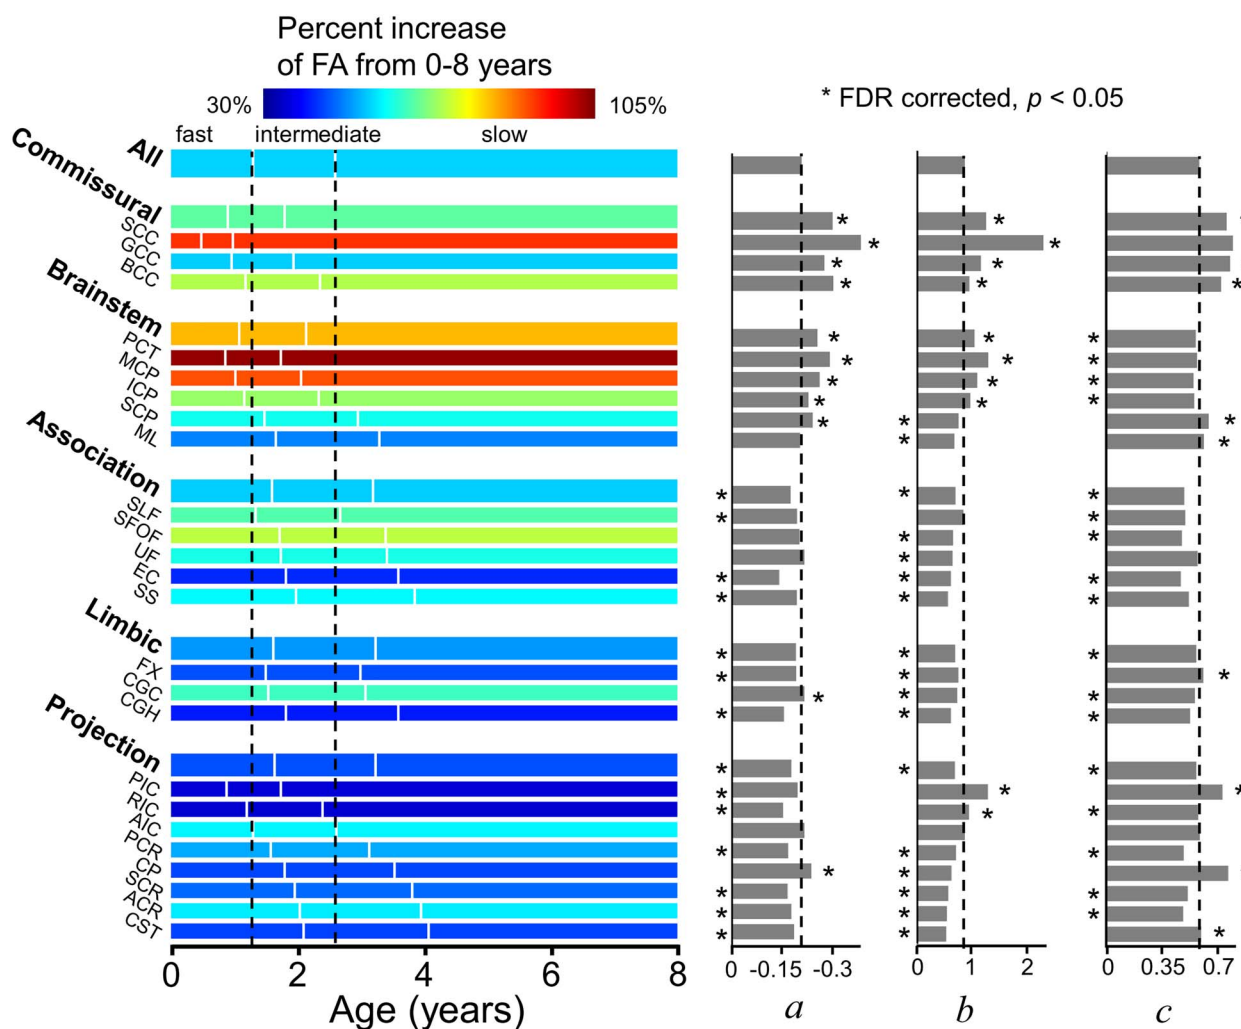 Percent increase
of FA from 0-8 years
30% 105%
* FDR corrected, p < 0.05
fast intermediate slow
All
Commissural
SCC
GCC
BCC
Brainstem
PCT
MCP
ICP
SCP
ML
Association
SLF
SFOF
UF
EC
SS
Limbic
FX
CGC
CGH
Projection
PIC
RIC
AIC
PCR
CP
SCR
ACR
CST
0 2 4 6 8
Age (years)
0 -0.15 -0.3
a
0 1 2
b
0 0.35 0.7
c